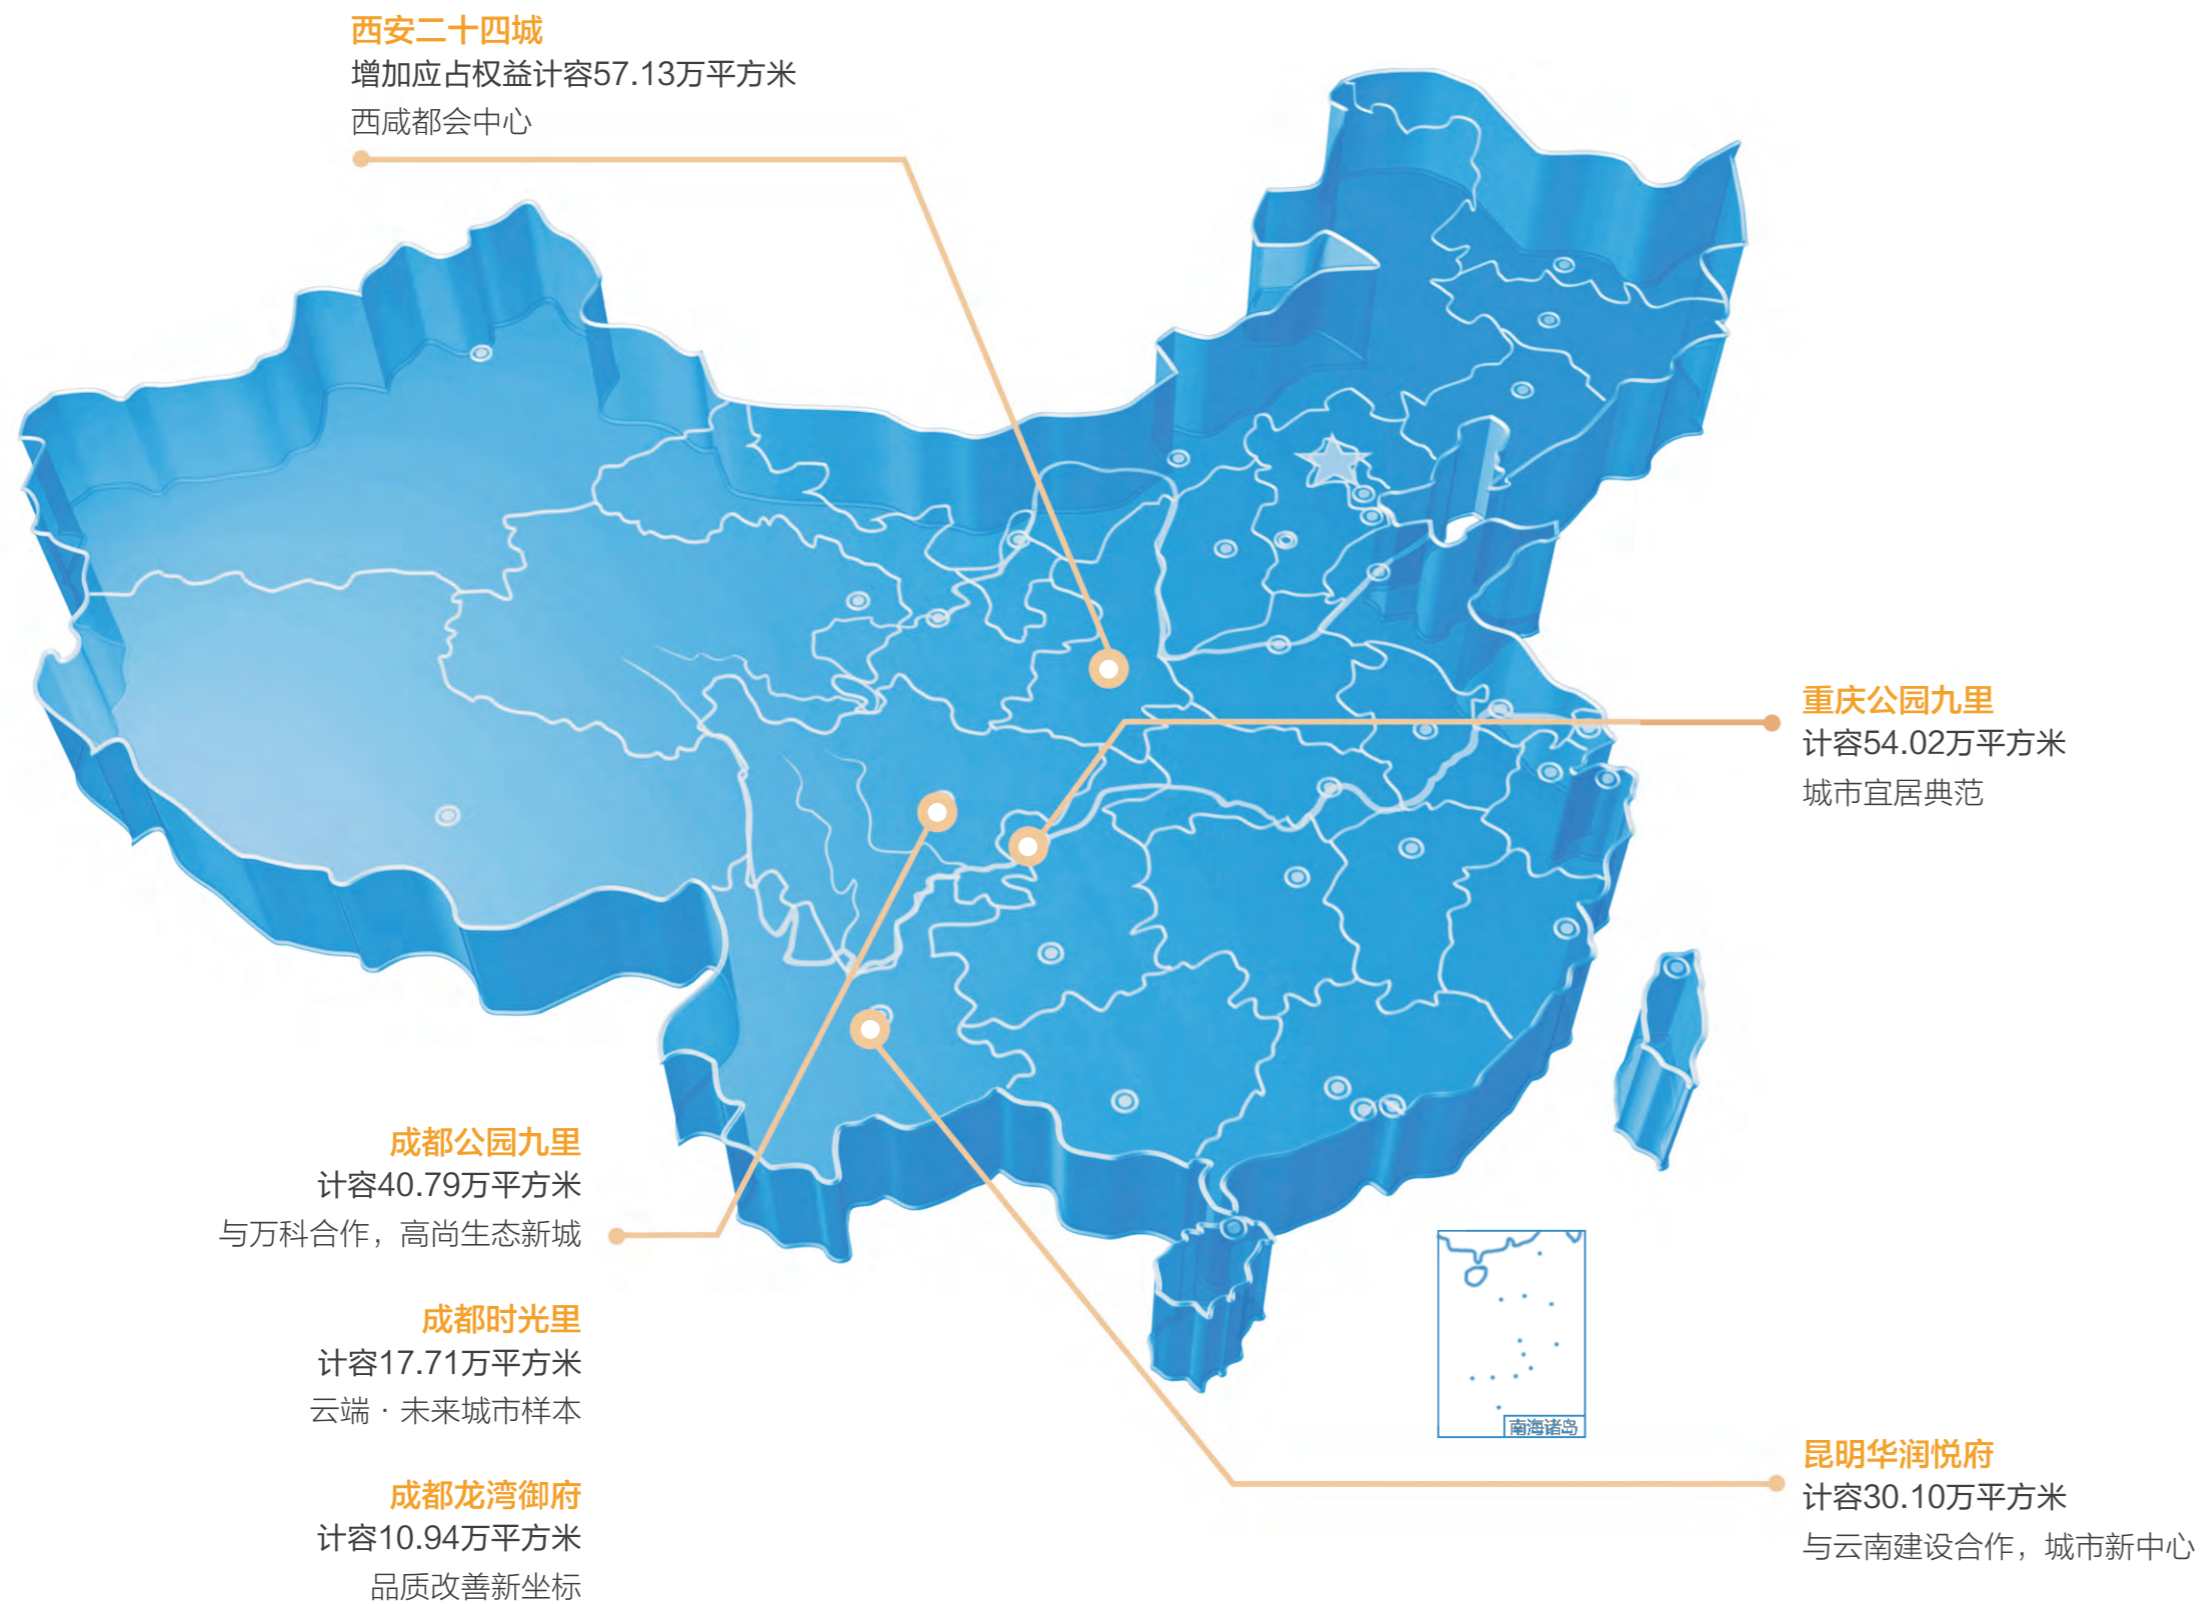 西安二十四城
增加应占权益计容57.13万平方米
西咸都会中心
重庆公园九里
计容54.02万平方米
城市宜居典范
成都公园九里
计容40.79万平方米
与万科合作，高尚生态新城
成都时光里
计容17.71万平方米
云端·未来城市样本
成都龙湾御府
计容10.94万平方米
品质改善新坐标
南海诸岛
昆明华润悦府
计容30.10万平方米
与云南建设合作，城市新中心